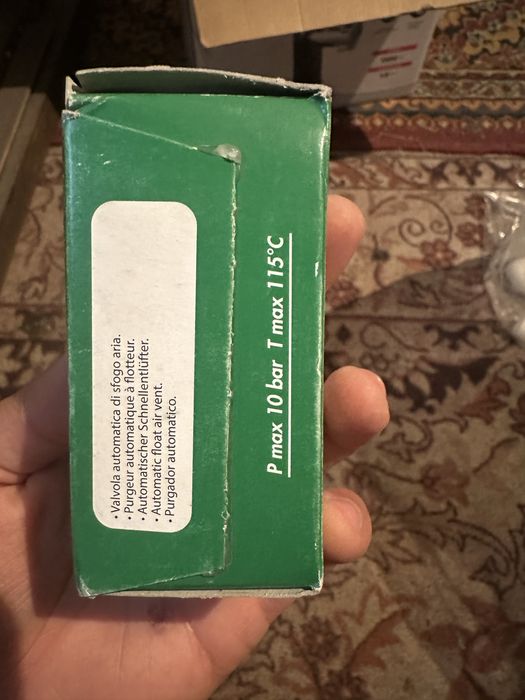 • Valvola automatica di sfogo aria.
• Purgeur automatique à flotteur.
• Automatischer Schnellentlüfter.
• Automatic float air vent.
• Purgador automatico.
P max 10 bar T max 115°C